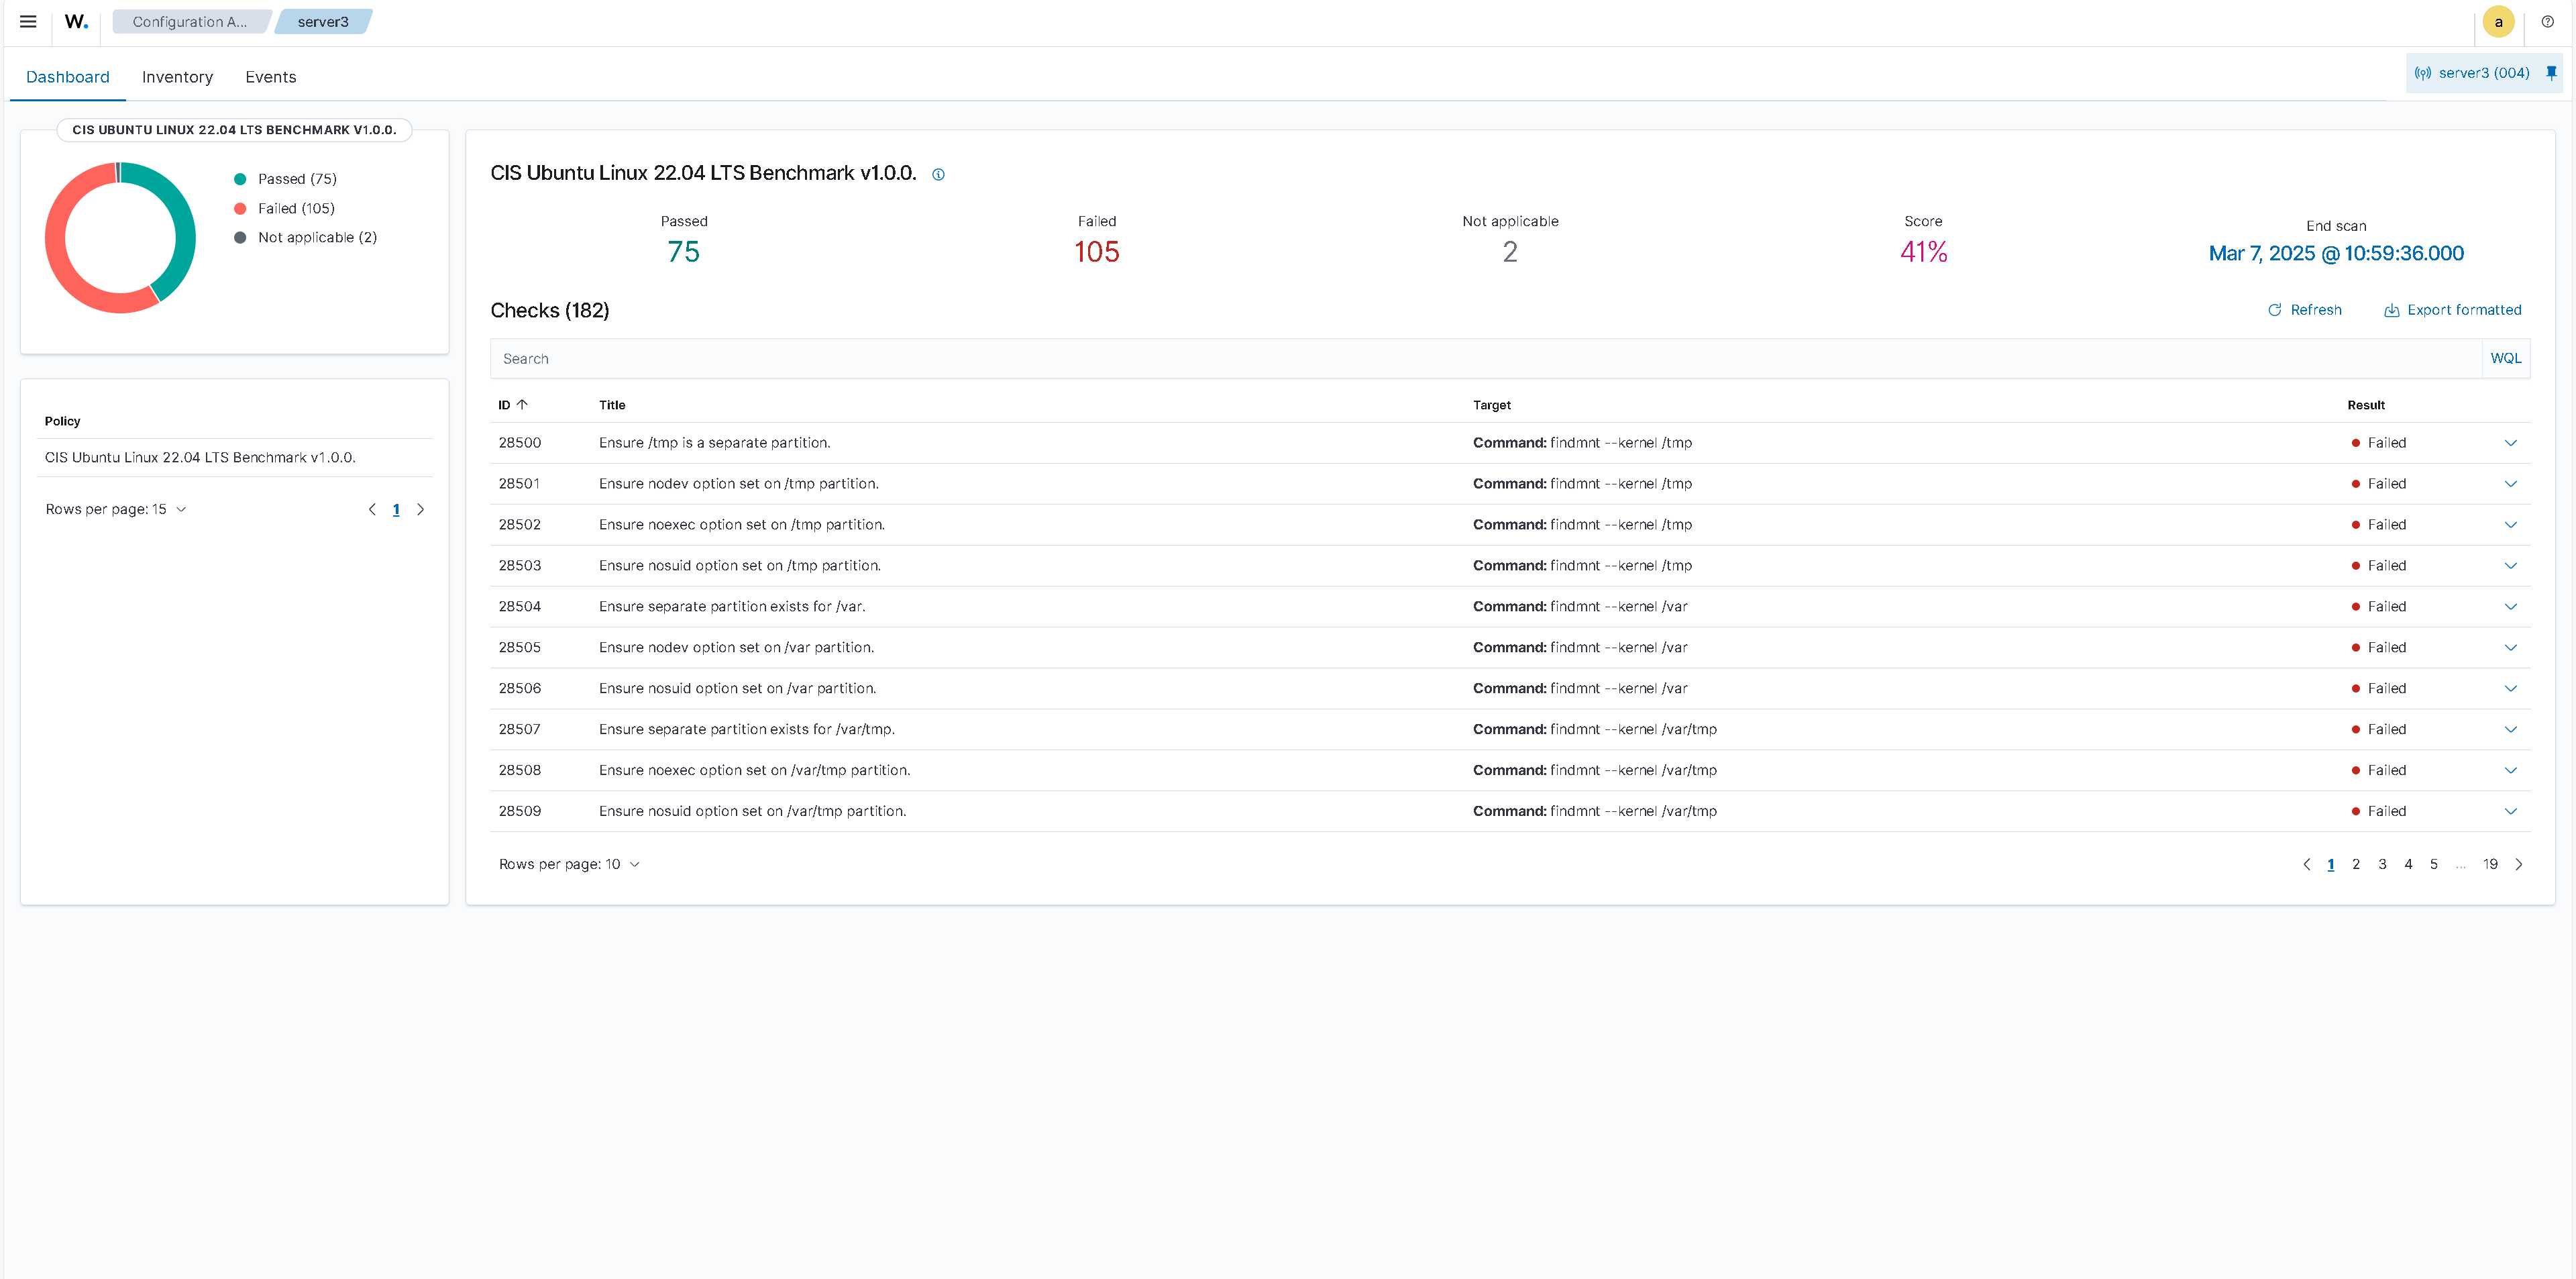 W.
Configuration A...
server3
a
Dashboard
Inventory
Events
server3 (004)
CIS UBUNTU LINUX 22.04 LTS BENCHMARK V1.0.0.
Passed (75)
Failed (105)
Not applicable (2)
Policy
CIS Ubuntu Linux 22.04 LTS Benchmark v1.0.0.
Rows per page: 15
1
CIS Ubuntu Linux 22.04 LTS Benchmark v1.0.0.
Passed
75
Failed
105
Not applicable
2
Score
41%
End scan
Mar 7, 2025 @ 10:59:36.000
Checks (182)
Refresh
Export formatted
Search
WQL
ID Title Target Result
28500 Ensure /tmp is a separate partition. Command: findmnt --kernel /tmp Failed
28501 Ensure nodev option set on /tmp partition. Command: findmnt --kernel /tmp Failed
28502 Ensure noexec option set on /tmp partition. Command: findmnt --kernel /tmp Failed
28503 Ensure nosuid option set on /tmp partition. Command: findmnt --kernel /tmp Failed
28504 Ensure separate partition exists for /var. Command: findmnt --kernel /var Failed
28505 Ensure nodev option set on /var partition. Command: findmnt --kernel /var Failed
28506 Ensure nosuid option set on /var partition. Command: findmnt --kernel /var Failed
28507 Ensure separate partition exists for /var/tmp. Command: findmnt --kernel /var/tmp Failed
28508 Ensure noexec option set on /var/tmp partition. Command: findmnt --kernel /var/tmp Failed
28509 Ensure nosuid option set on /var/tmp partition. Command: findmnt --kernel /var/tmp Failed
Rows per page: 10
1 2 3 4 5 ... 19